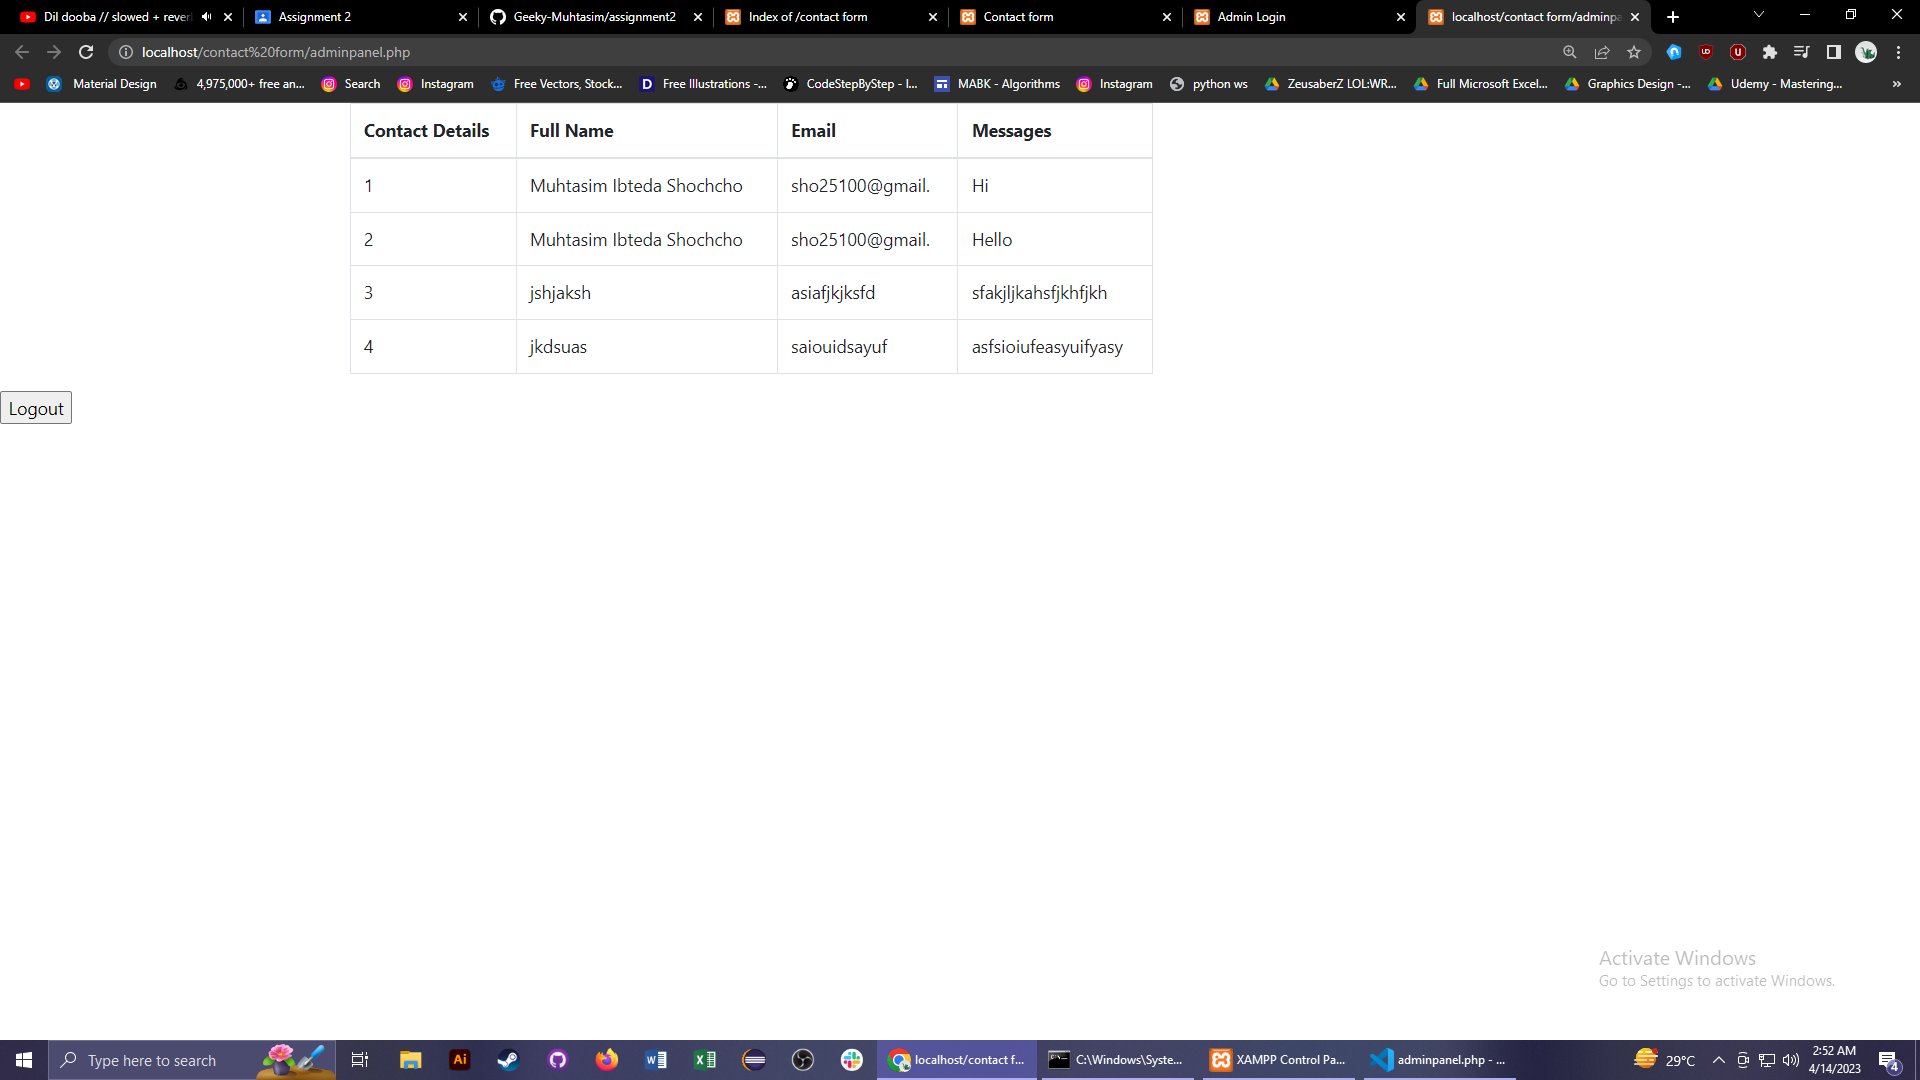 Dil dooba // slowed + rever
Assignment 2
Geeky-Muhtasim/assignment2
Index of /contact form
Contact form
Admin Login
localhost/contact form/adminpa
localhost/contact%20form/adminpanel.php
Material Design
4,975,000+ free an...
Search
Instagram
Free Vectors, Stock...
Free Illustrations -...
CodeStepByStep - I...
MABK - Algorithms
Instagram
python ws
ZeusaberZ LOL:WR...
Full Microsoft Excel...
Graphics Design -...
Udemy - Mastering...
»
Contact Details Full Name Email Messages
1 Muhtasim Ibteda Shochcho sho25100@gmail. Hi
2 Muhtasim Ibteda Shochcho sho25100@gmail. Hello
3 jshjaksh asiafjkjksfd sfakjljkahsfjkhfjkh
4 jkdsuas saiouidsayuf asfsioiufeasyuifyasy
Logout
Activate Windows
Go to Settings to activate Windows.
Type here to search
Ai
localhost/contact f...
C:\Windows\Syste...
XAMPP Control Pa...
adminpanel.php - ...
29°C
2:52 AM
4/14/2023
4